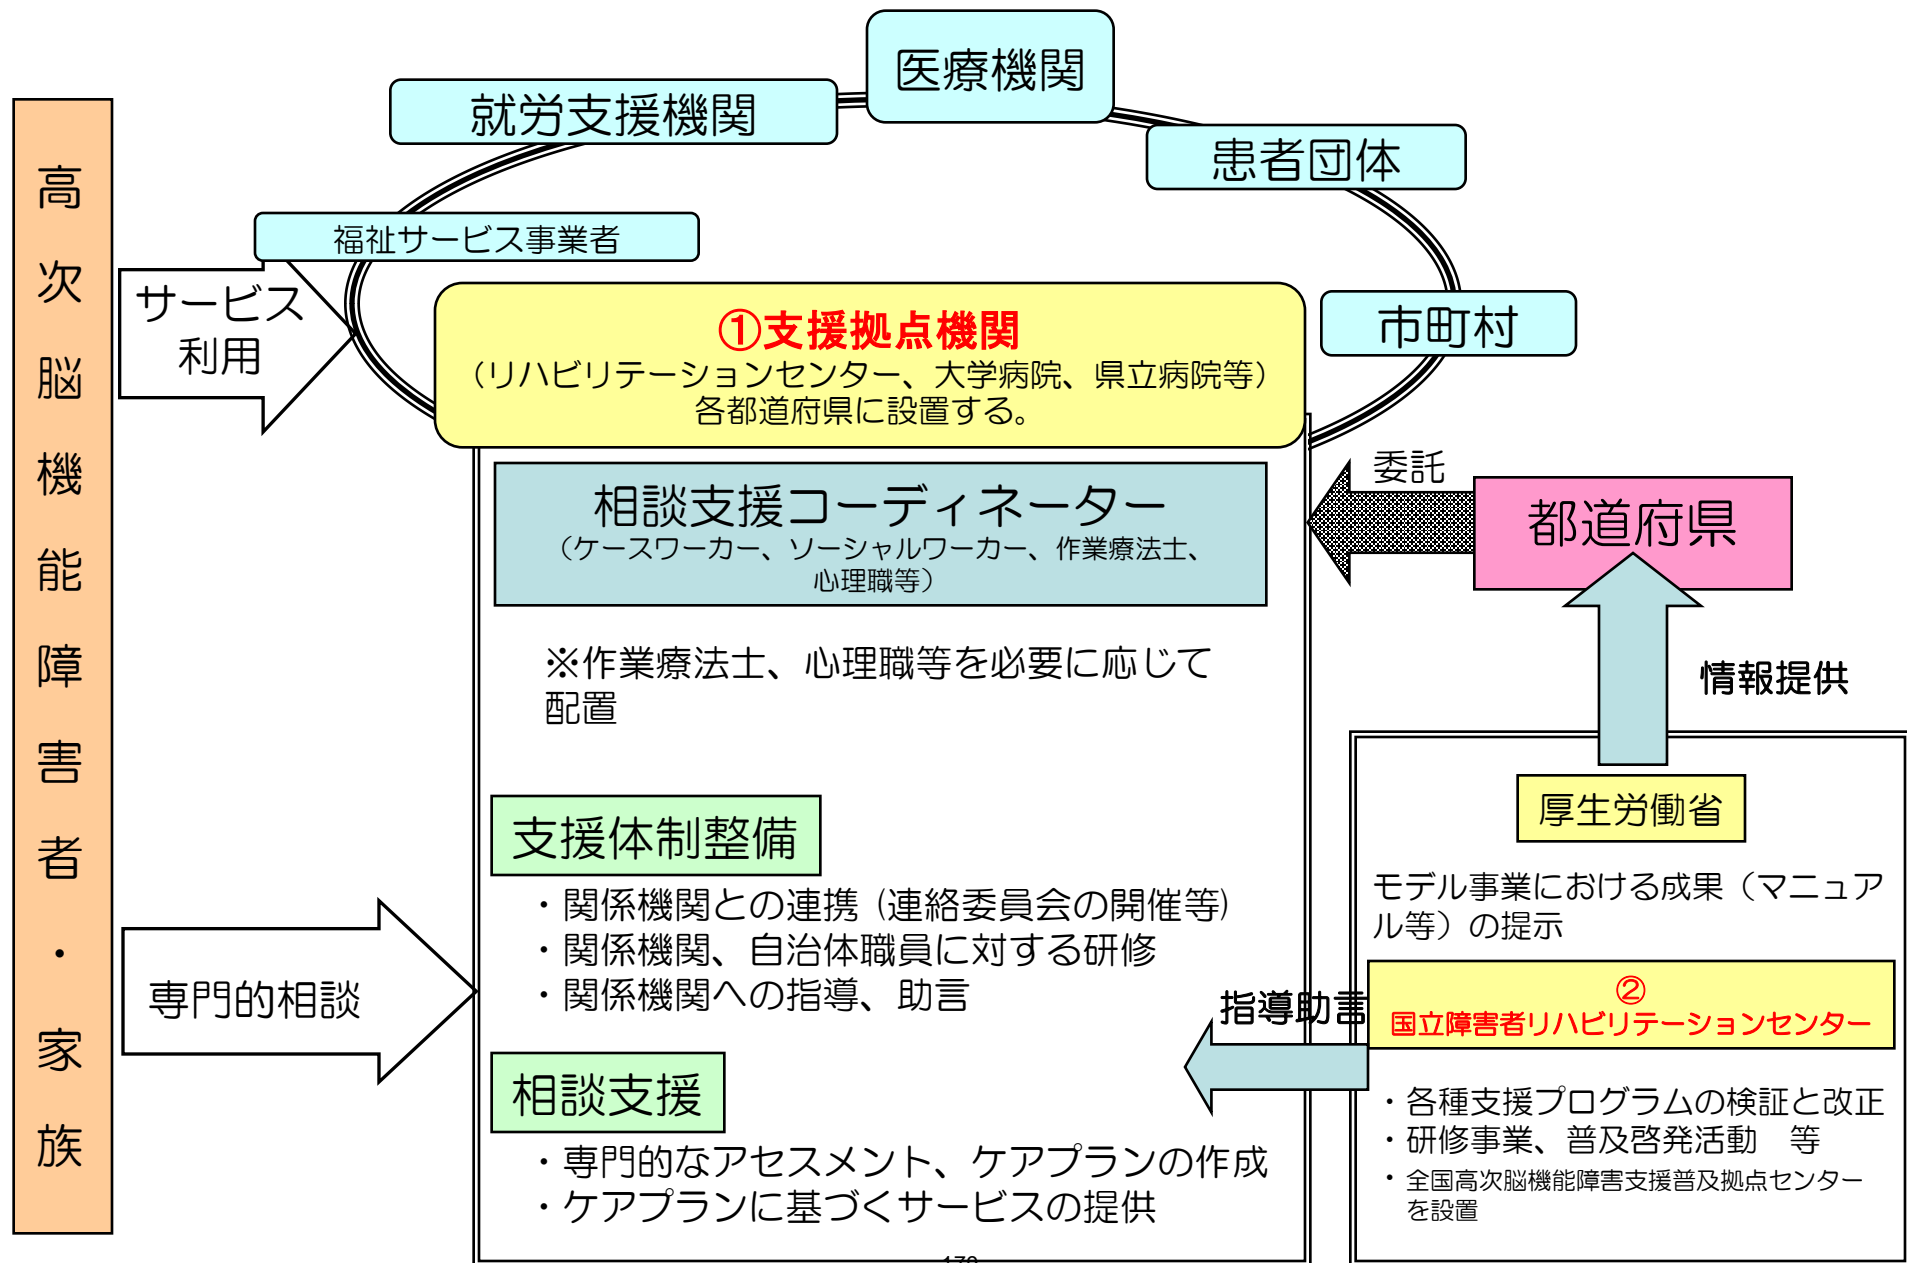 医療機関
就労支援機関
患者団体
福祉サービス事業者
市町村
高次脳機能障害者・家族
サービス
利用
①支援拠点機関
（リハビリテーションセンター、大学病院、県立病院等）
各都道府県に設置する。
委託
都道府県
相談支援コーディネーター
（ケースワーカー、ソーシャルワーカー、作業療法士、
心理職等）
※作業療法士、心理職等を必要に応じて
配置
情報提供
支援体制整備
・関係機関との連携（連絡委員会の開催等）
・関係機関、自治体職員に対する研修
・関係機関への指導、助言
専門的相談
相談支援
・専門的なアセスメント、ケアプランの作成
・ケアプランに基づくサービスの提供
厚生労働省
モデル事業における成果（マニュア
ル等）の提示
指導助言
②
国立障害者リハビリテーションセンター
・各種支援プログラムの検証と改正
・研修事業、普及啓発活動　等
・全国高次脳機能障害支援普及拠点センター
を設置